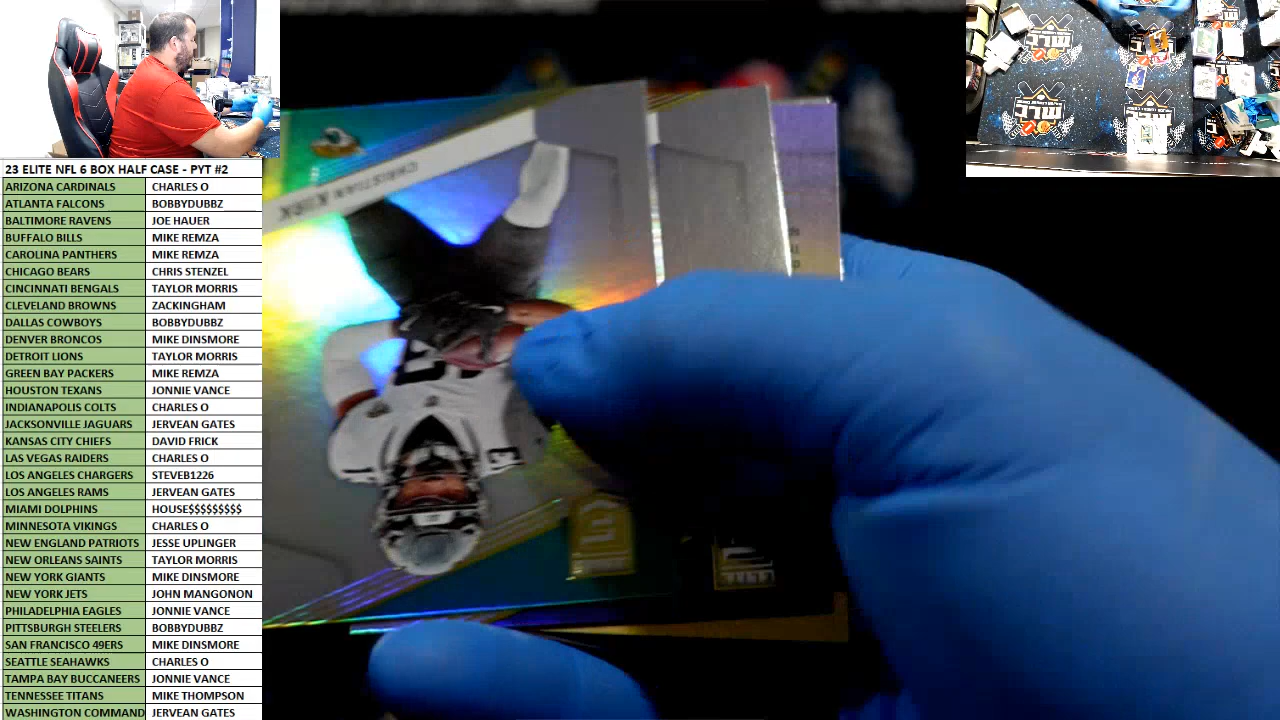 23 ELITE NFL 6 BOX HALF CASE - PYT #2
ARIZONA CARDINALS CHARLES O
ATLANTA FALCONS BOBBYDUBBZ
BALTIMORE RAVENS JOE HAUER
BUFFALO BILLS MIKE REMZA
CAROLINA PANTHERS MIKE REMZA
CHICAGO BEARS CHRIS STENZEL
CINCINNATI BENGALS TAYLOR MORRIS
CLEVELAND BROWNS ZACKINGHAM
DALLAS COWBOYS BOBBYDUBBZ
DENVER BRONCOS MIKE DINSMORE
DETROIT LIONS TAYLOR MORRIS
GREEN BAY PACKERS MIKE REMZA
HOUSTON TEXANS JONNIE VANCE
INDIANAPOLIS COLTS CHARLES O
JACKSONVILLE JAGUARS JERVEAN GATES
KANSAS CITY CHIEFS DAVID FRICK
LAS VEGAS RAIDERS CHARLES O
LOS ANGELES CHARGERS STEVEB1226
LOS ANGELES RAMS JERVEAN GATES
MIAMI DOLPHINS HOUSE$$$$$$$$$
MINNESOTA VIKINGS CHARLES O
NEW ENGLAND PATRIOTS JESSE UPLINGER
NEW ORLEANS SAINTS TAYLOR MORRIS
NEW YORK GIANTS MIKE DINSMORE
NEW YORK JETS JOHN MANGONON
PHILADELPHIA EAGLES JONNIE VANCE
PITTSBURGH STEELERS BOBBYDUBBZ
SAN FRANCISCO 49ERS MIKE DINSMORE
SEATTLE SEAHAWKS CHARLES O
TAMPA BAY BUCCANEERS JONNIE VANCE
TENNESSEE TITANS MIKE THOMPSON
WASHINGTON COMMAND JERVEAN GATES
CHRISTIAN KIRK
ELITE